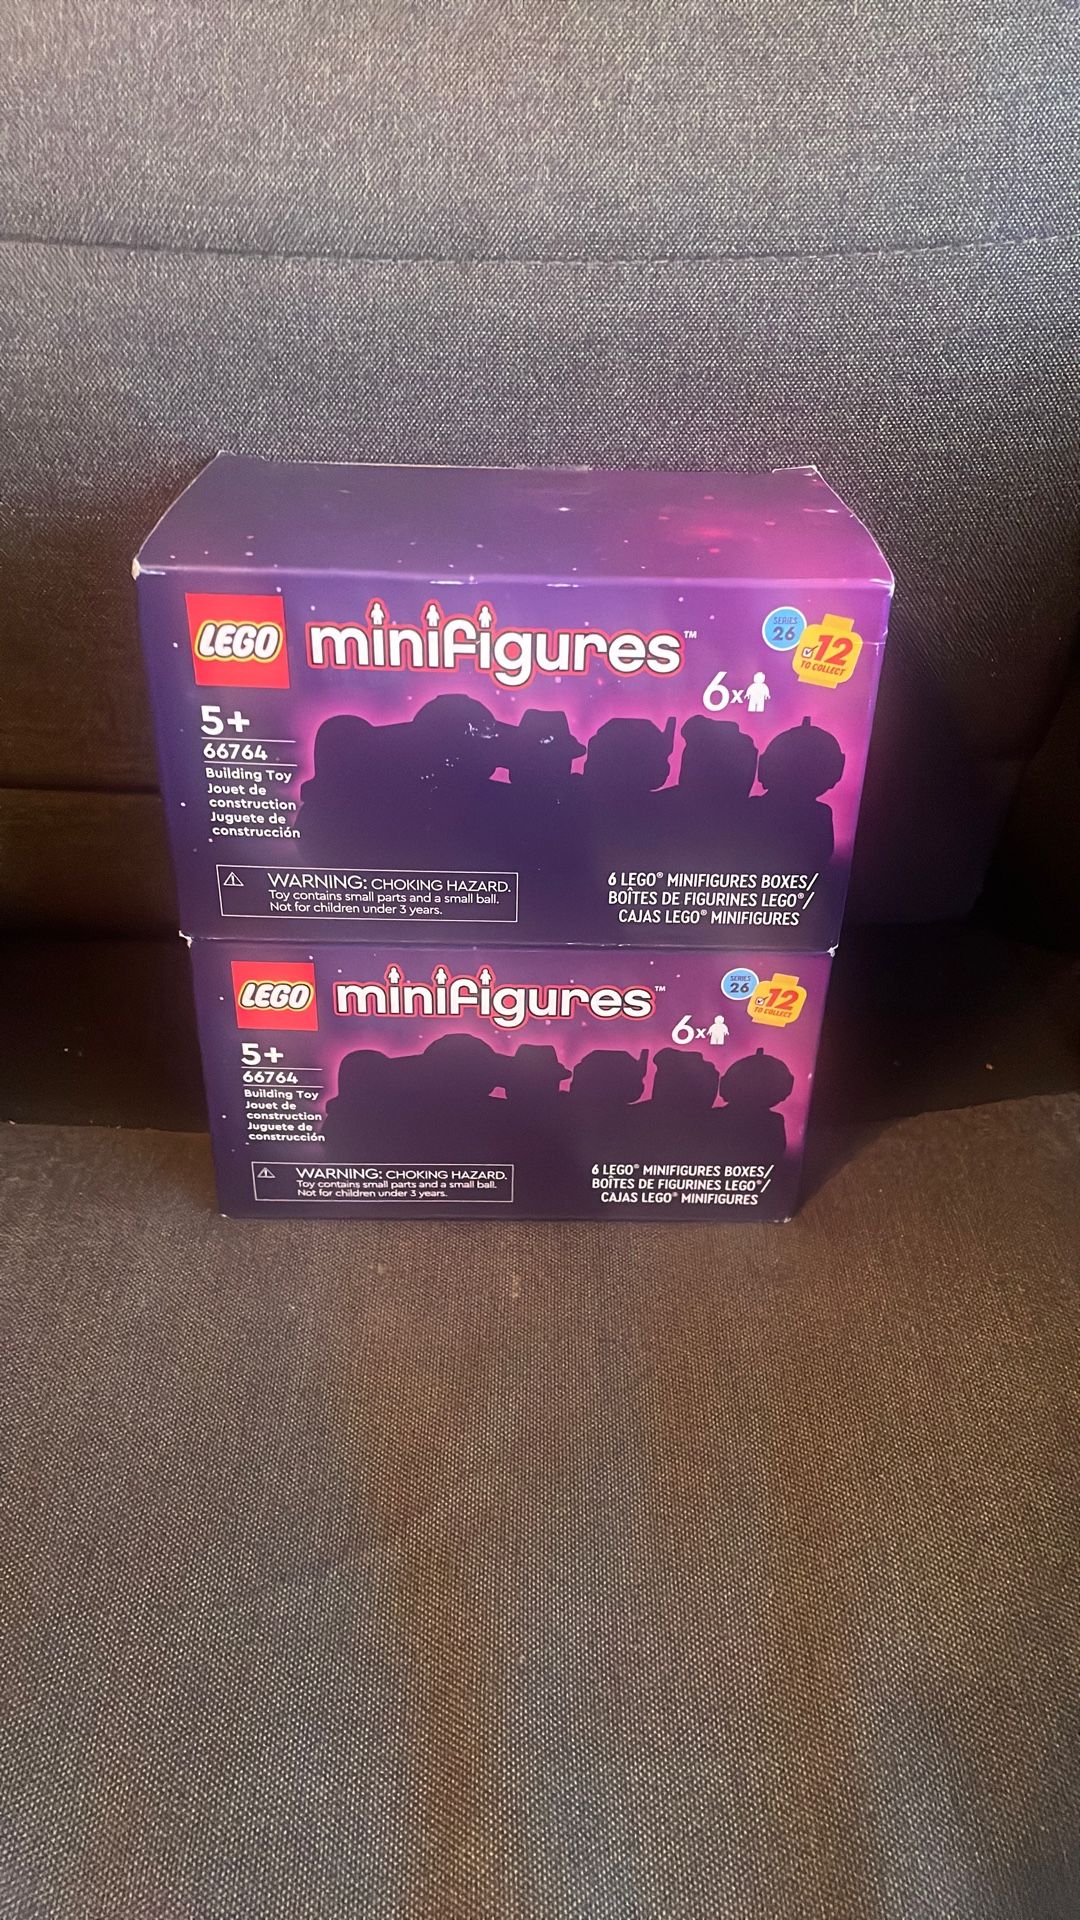 LEGO
minifigures™
SERIES
26
12
TO COLLECT
6x
5+
66764
Building Toy
Jouet de
construction
Juguete de
construcción
WARNING: CHOKING HAZARD.
Toy contains small parts and a small ball.
Not for children under 3 years.
6 LEGO® MINIFIGURES BOXES/
BOÎTES DE FIGURINES LEGO®/
CAJAS LEGO® MINIFIGURES
LEGO
minifigures™
SERIES
26
12
TO COLLECT
6x
5+
66764
Building Toy
Jouet de
construction
Juguete de
construcción
WARNING: CHOKING HAZARD.
Toy contains small parts and a small ball.
Not for children under 3 years.
6 LEGO® MINIFIGURES BOXES/
BOÎTES DE FIGURINES LEGO®/
CAJAS LEGO® MINIFIGURES